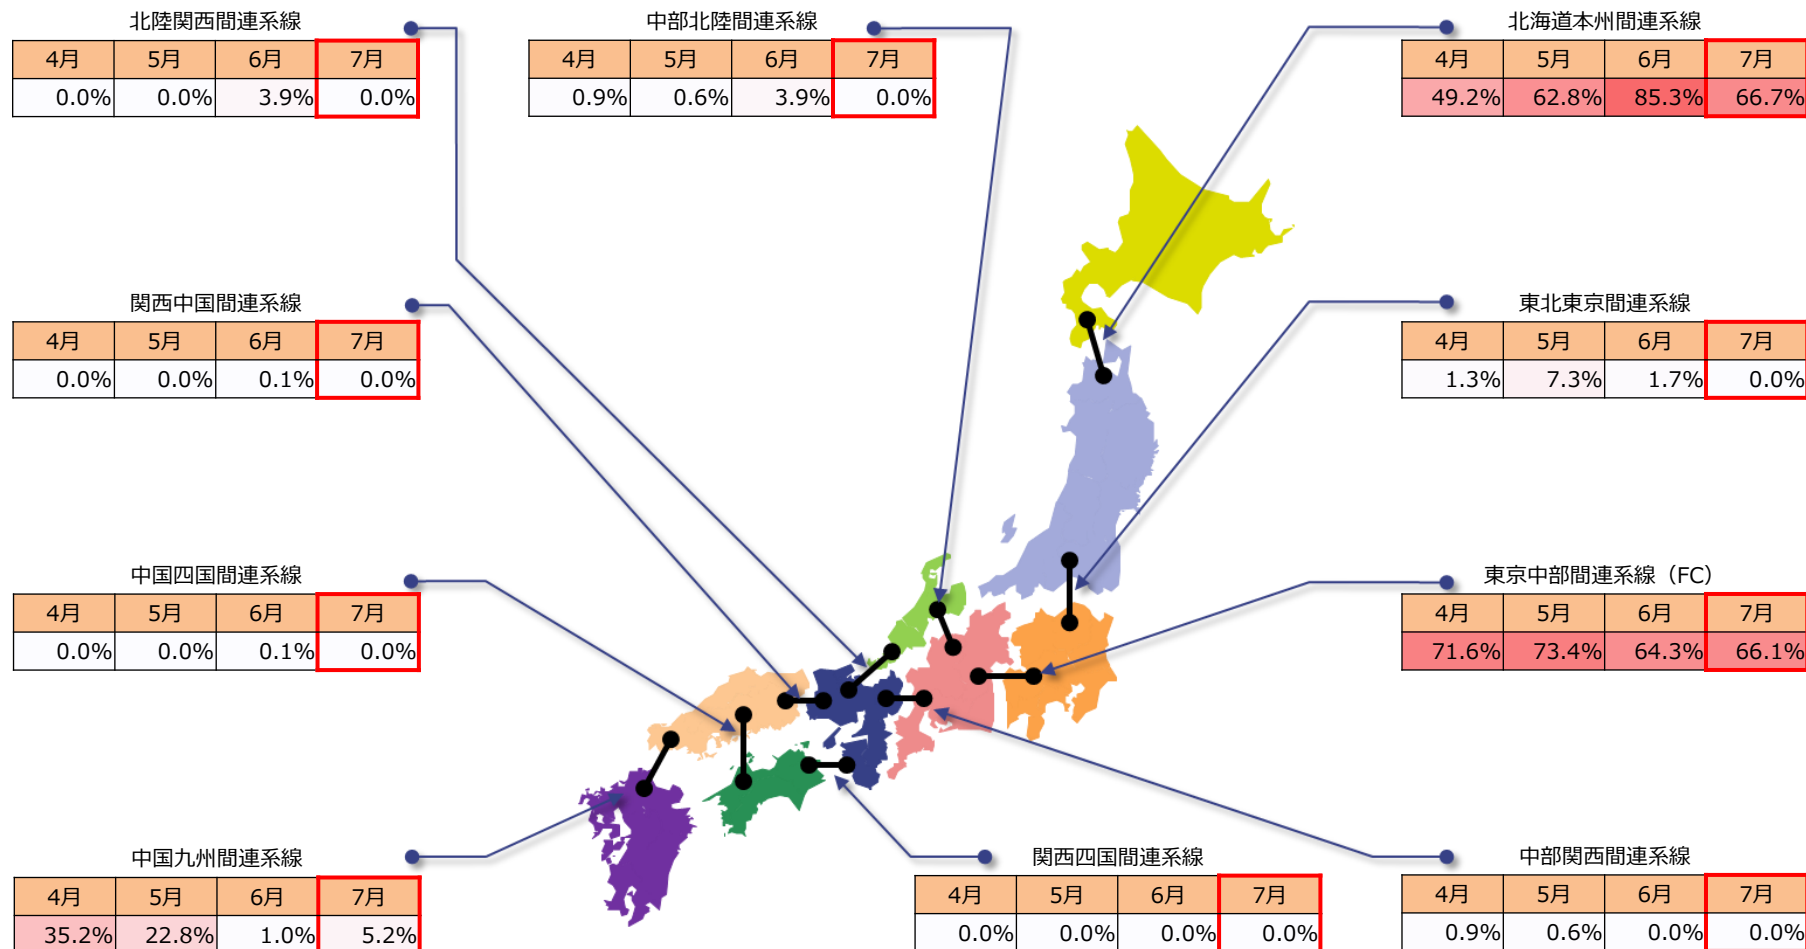 北陸関西間連系線
4月 5月 6月 7月
0.0% 0.0% 3.9% 0.0%
中部北陸間連系線
4月 5月 6月 7月
0.9% 0.6% 3.9% 0.0%
北海道本州間連系線
4月 5月 6月 7月
49.2% 62.8% 85.3% 66.7%
関西中国間連系線
4月 5月 6月 7月
0.0% 0.0% 0.1% 0.0%
東北東京間連系線
4月 5月 6月 7月
1.3% 7.3% 1.7% 0.0%
中国四国間連系線
4月 5月 6月 7月
0.0% 0.0% 0.1% 0.0%
東京中部間連系線（FC）
4月 5月 6月 7月
71.6% 73.4% 64.3% 66.1%
中国九州間連系線
4月 5月 6月 7月
35.2% 22.8% 1.0% 5.2%
関西四国間連系線
4月 5月 6月 7月
0.0% 0.0% 0.0% 0.0%
中部関西間連系線
4月 5月 6月 7月
0.9% 0.6% 0.0% 0.0%